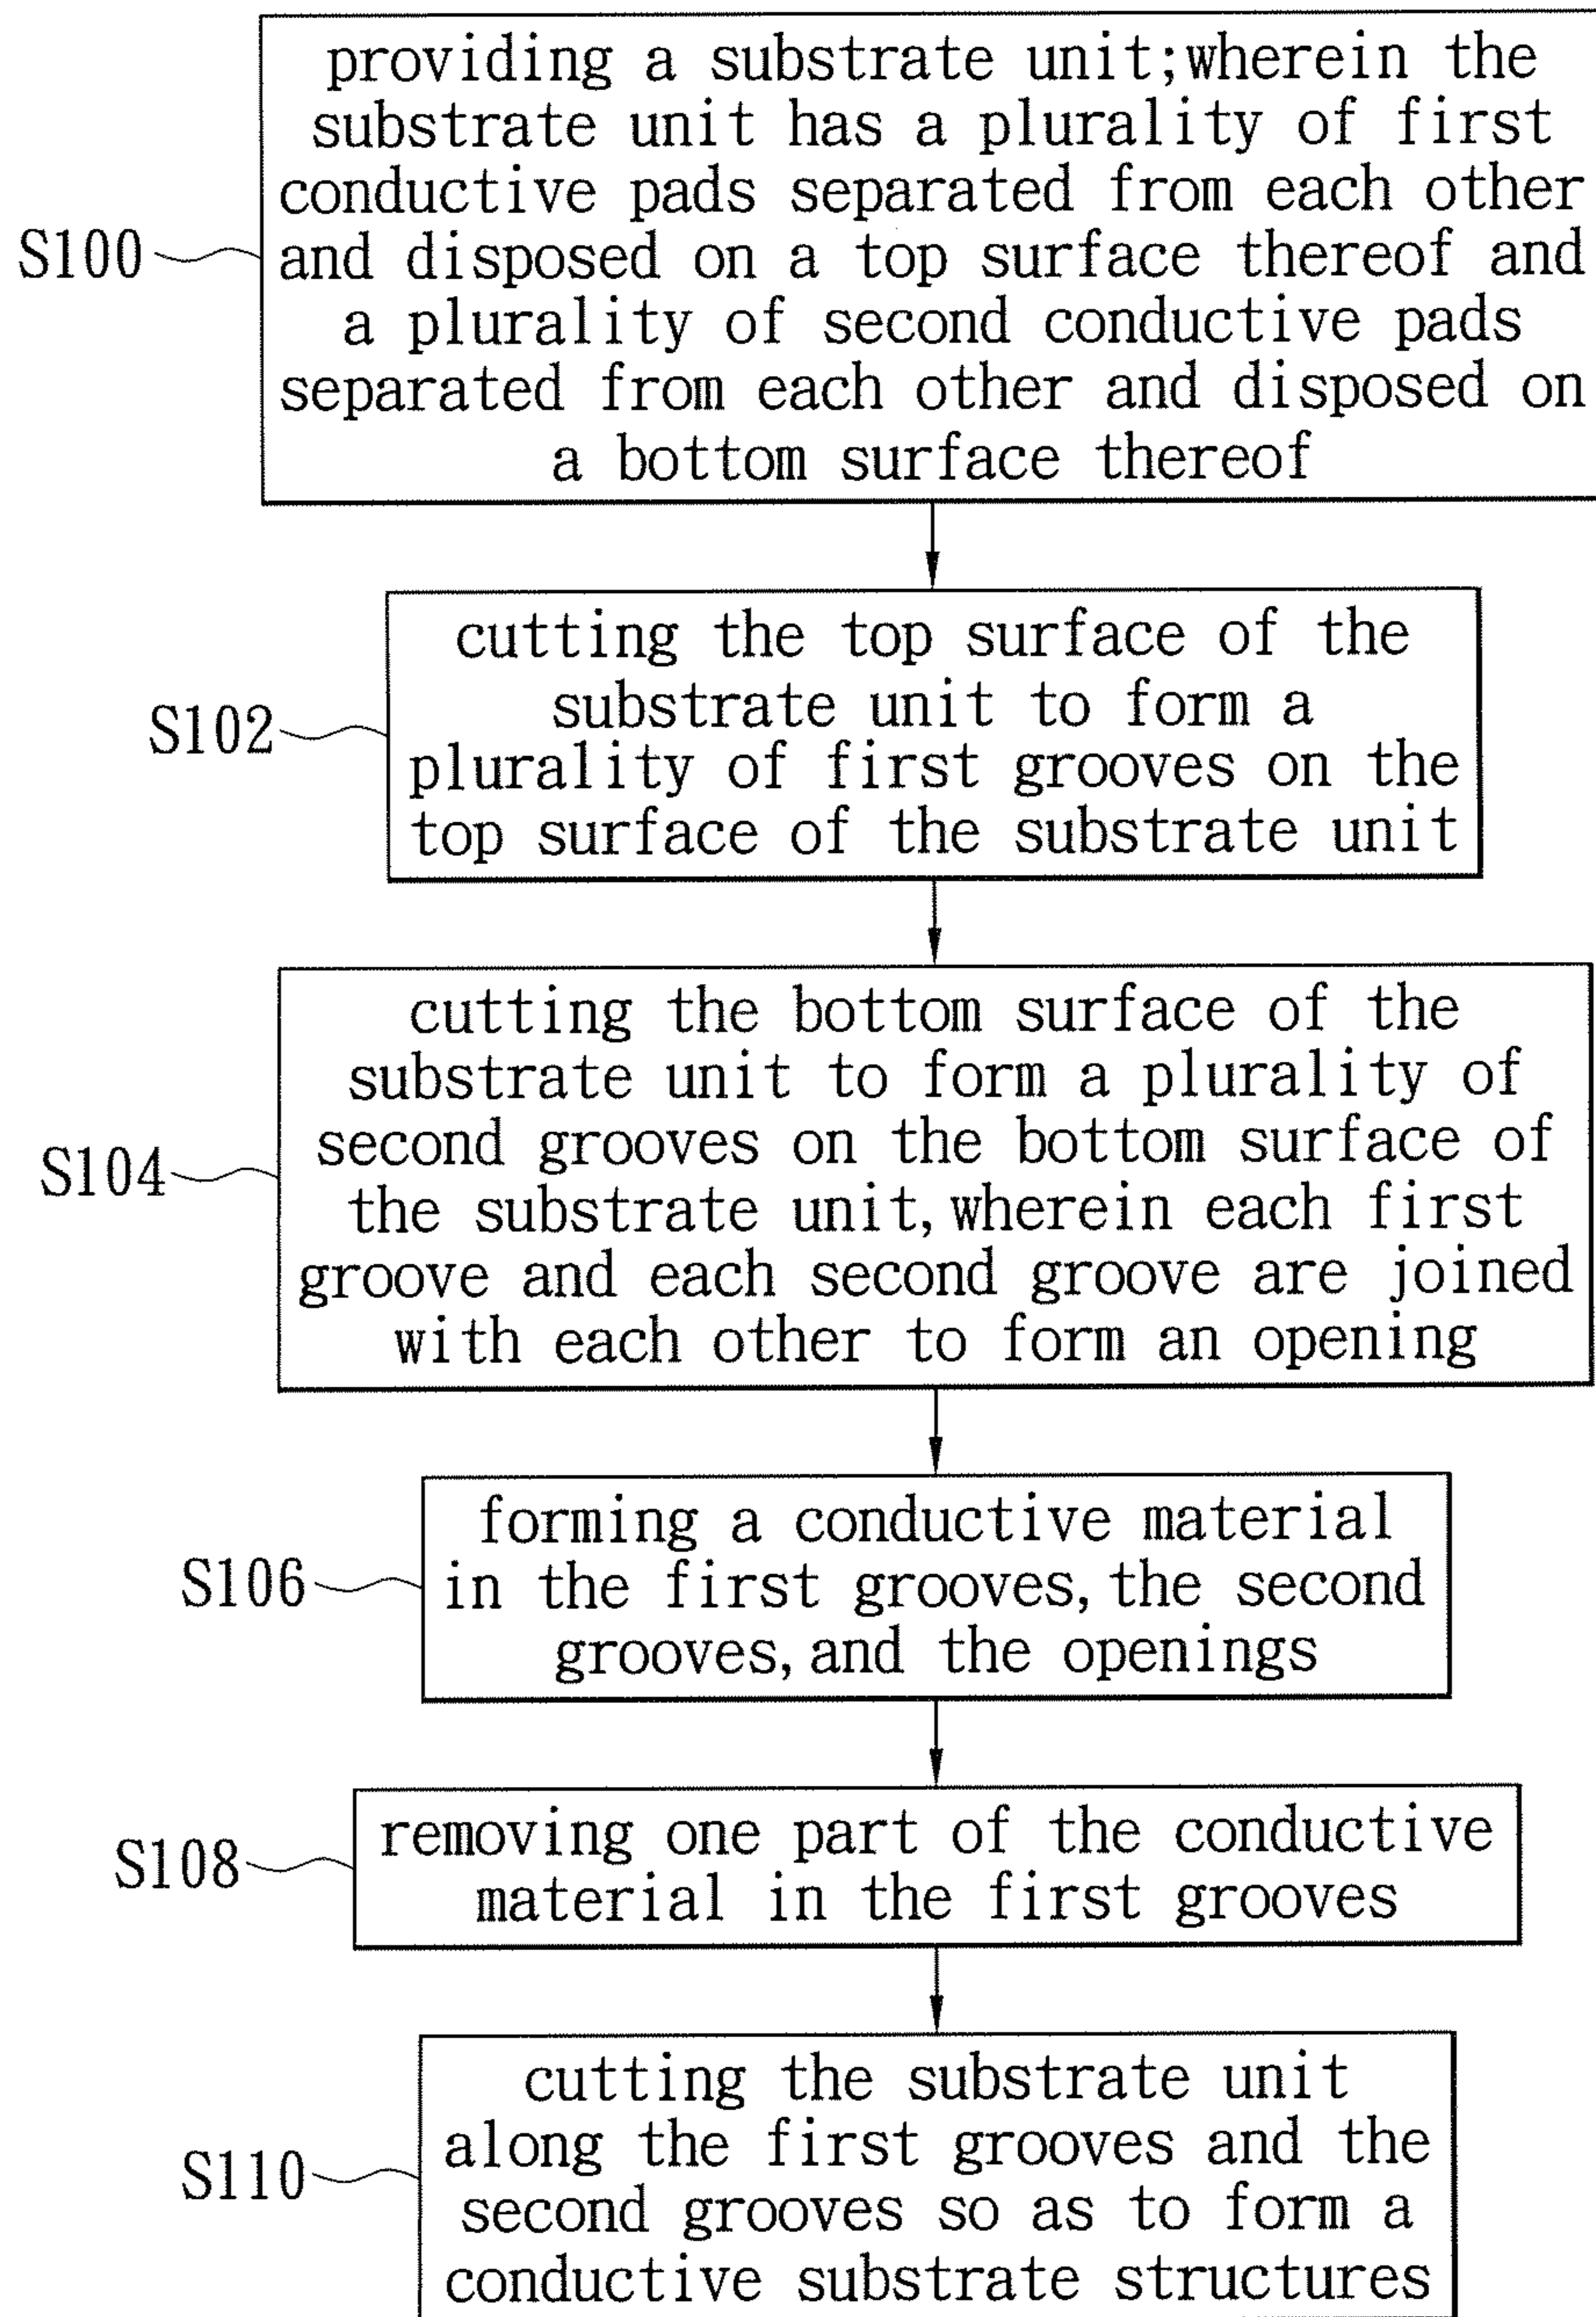 providing a substrate unit;wherein the
substrate unit has a plurality of first
conductive pads separated from each other
S100
and disposed on a top surface thereof and
a plurality of second conductive pads
separated from each other and disposed on
a bottom surface thereof
cutting the top surface of the
substrate unit to form a
S102
plurality of first grooves on the
top surface of the substrate unit
cutting the bottom surface of the
substrate unit to form a plurality of
second grooves on the bottom surface of
S104
the substrate unit, wherein each first
groove and each second groove are joined
with each other to form an opening
forming a conductive material
S106
in the first grooves, the second
grooves, and the openings
removing one part of the conductive
S108
material in the first grooves
cutting the substrate unit
along the first grooves and the
S110
second grooves so as to form a
conductive substrate structures